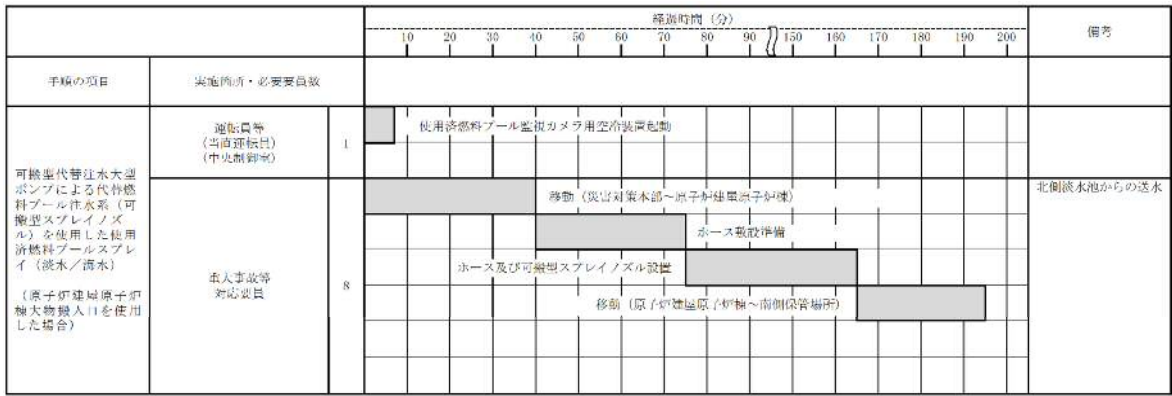 経過時間（分）
備考
10 20 30 40 50 60 70 80 90 150 160 170 180 190 200
手順の項目
実施箇所・必要要員数
可搬型代替注水大型
ポンプによる代替燃
料プール注水系（可
搬型スプレイノズ
ル）を使用した使用
済燃料プールスプレ
イ（淡水／海水）
（原子炉建屋原子炉
棟大物搬入口を使用
した場合）
運転員等
（当直運転員）
（中央制御室）
1
使用済燃料プール監視カメラ用空冷装置起動
重大事故等
対応要員
8
移動（災害対策本部～原子炉建屋原子炉棟）
ホース敷設準備
ホース及び可搬型スプレイノズル設置
移動（原子炉建屋原子炉棟～南側保管場所）
北側淡水池からの送水